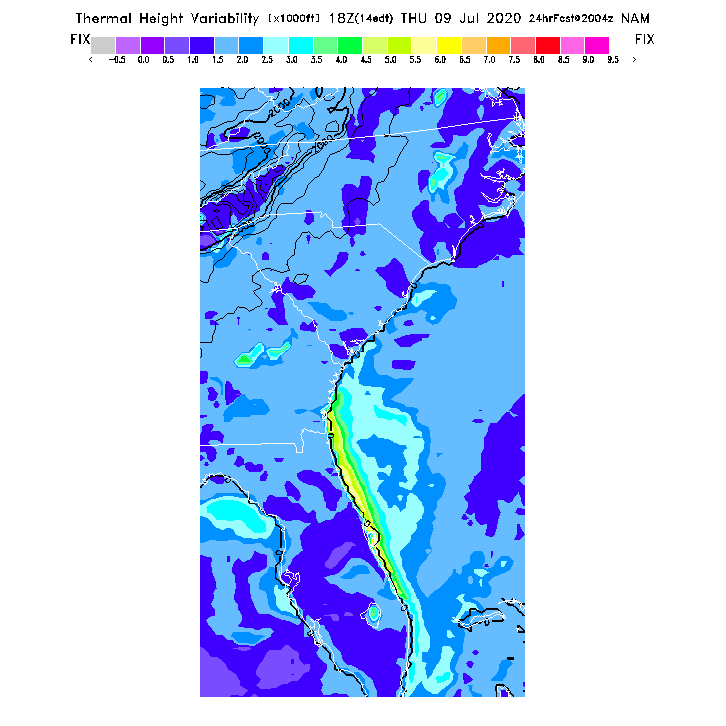 Thermal Height Variability [x1000ft] 18Z(14edt) THU 09 Jul 2020 24hrFcst@2004z NAM
FIX FIX
< -0.5 0.0 0.5 1.0 1.5 2.0 2.5 3.0 3.5 4.0 4.5 5.0 5.5 6.0 6.5 7.0 7.5 8.0 8.5 9.0 9.5 >
2000
2000